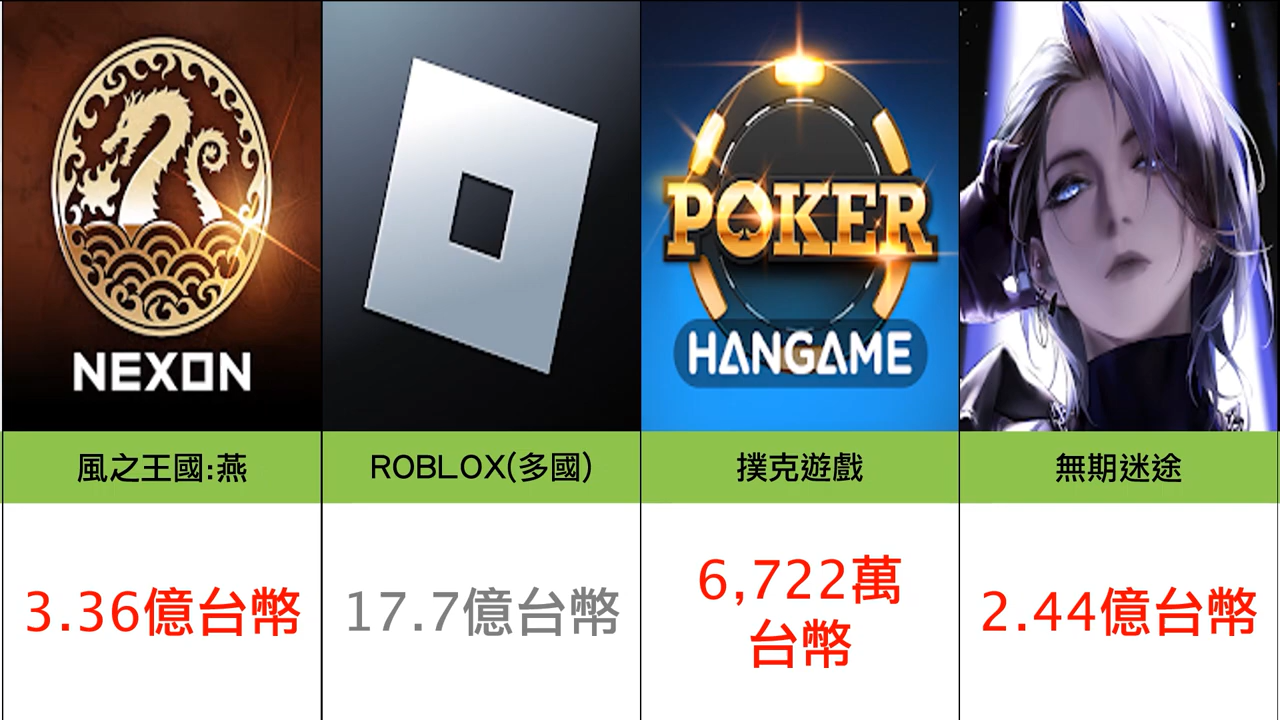 NEXON
POKER
HANGAME
風之王國:燕
ROBLOX(多國)
撲克遊戲
無期迷途
3.36億台幣
17.7億台幣
6,722萬
台幣
2.44億台幣